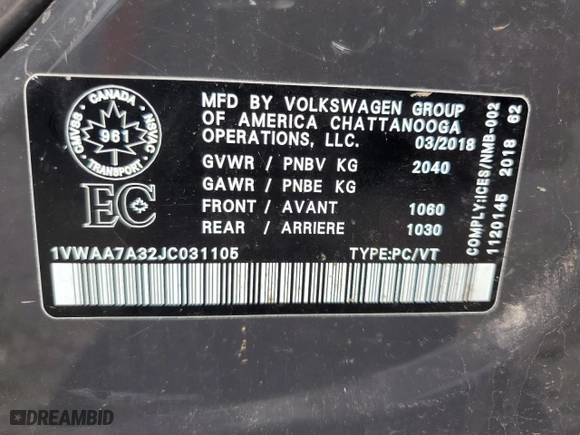 MFD BY VOLKSWAGEN GROUP
OF AMERICA CHATTANOOGA
OPERATIONS, LLC. 03/2018
GVWR / PNBV KG 2040
GAWR / PNBE KG
FRONT / AVANT 1060
REAR / ARRIERE 1030
1VWAA7A32JC031105 TYPE:PC/VT
CANADA
CMVSS
NSVAC
961
TRANSPORT
EC
COMPLY:ICES/NMB-002
1120145 2018 62
DREAMBID